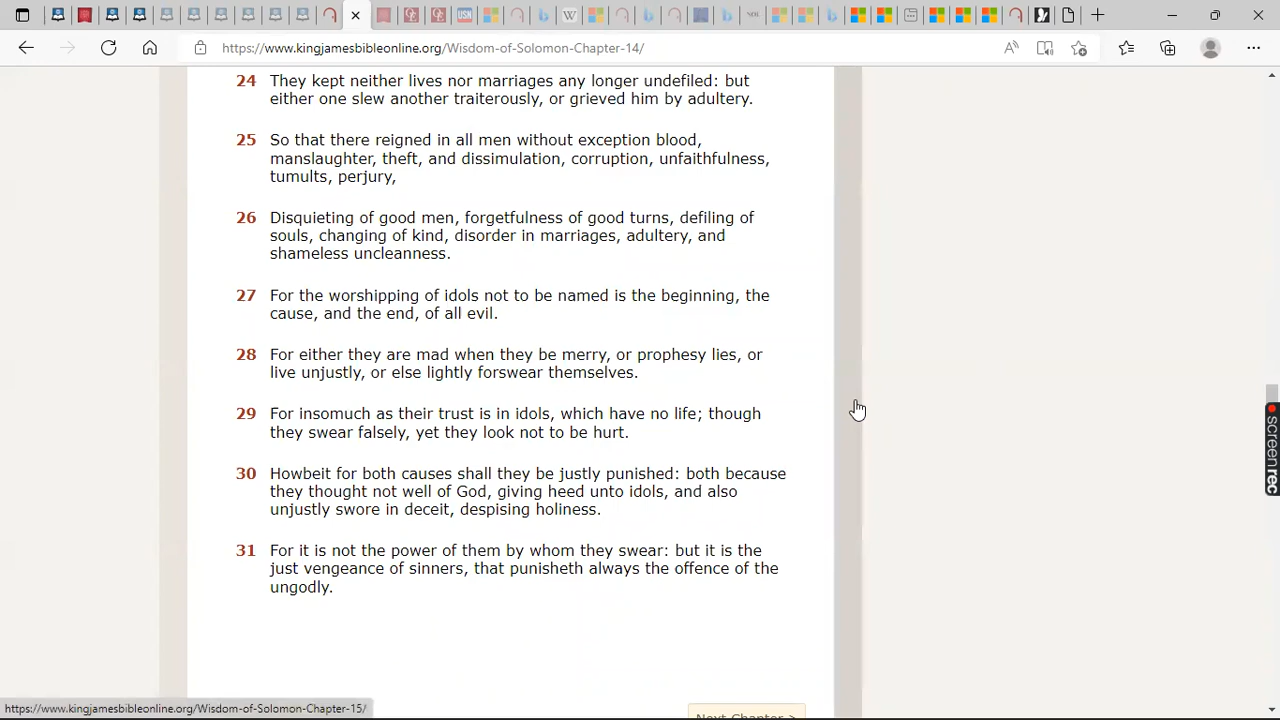 https://www.kingjamesbibleonline.org/Wisdom-of-Solomon-Chapter-14/
24 They kept neither lives nor marriages any longer undefiled: but
either one slew another traiterously, or grieved him by adultery.
25 So that there reigned in all men without exception blood,
manslaughter, theft, and dissimulation, corruption, unfaithfulness,
tumults, perjury,
26 Disquieting of good men, forgetfulness of good turns, defiling of
souls, changing of kind, disorder in marriages, adultery, and
shameless uncleanness.
27 For the worshipping of idols not to be named is the beginning, the
cause, and the end, of all evil.
28 For either they are mad when they be merry, or prophesy lies, or
live unjustly, or else lightly forswear themselves.
29 For insomuch as their trust is in idols, which have no life; though
they swear falsely, yet they look not to be hurt.
30 Howbeit for both causes shall they be justly punished: both because
they thought not well of God, giving heed unto idols, and also
unjustly swore in deceit, despising holiness.
31 For it is not the power of them by whom they swear: but it is the
just vengeance of sinners, that punisheth always the offence of the
ungodly.
screenrec
https://www.kingjamesbibleonline.org/Wisdom-of-Solomon-Chapter-15/
Next Chapter >